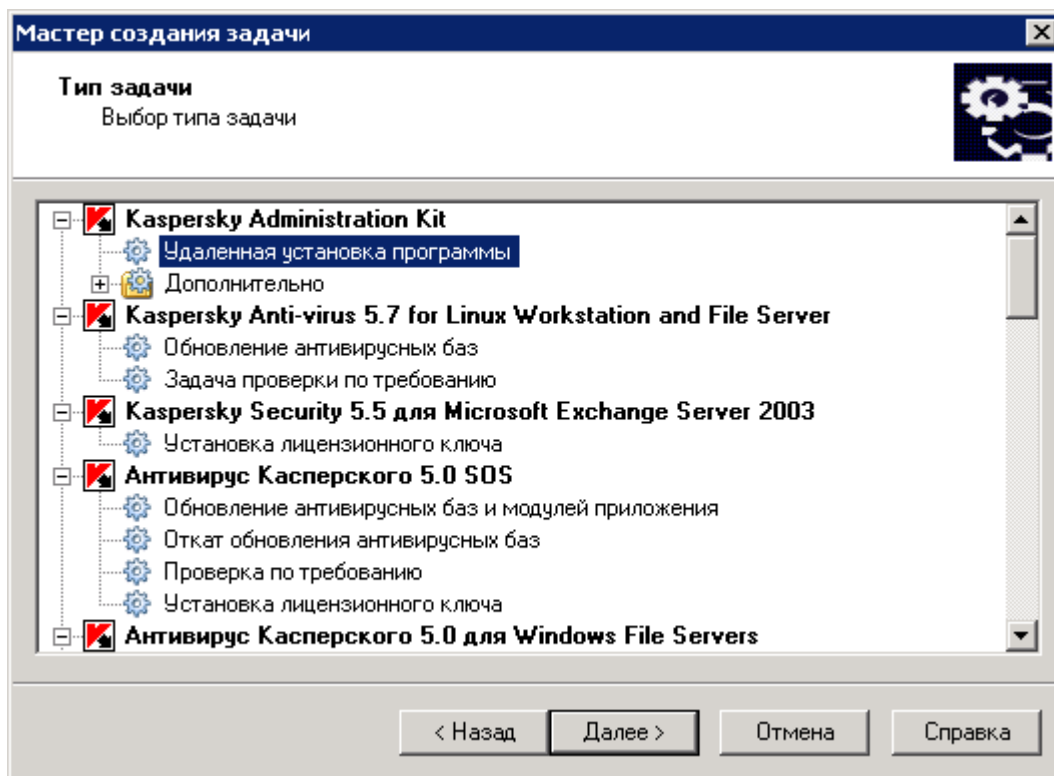 Мастер создания задачи
Тип задачи
Выбор типа задачи
Kaspersky Administration Kit
Удаленная установка программы
Дополнительно
Kaspersky Anti-virus 5.7 for Linux Workstation and File Server
Обновление антивирусных баз
Задача проверки по требованию
Kaspersky Security 5.5 для Microsoft Exchange Server 2003
Установка лицензионного ключа
Антивирус Касперского 5.0 SOS
Обновление антивирусных баз и модулей приложения
Откат обновления антивирусных баз
Проверка по требованию
Установка лицензионного ключа
Антивирус Касперского 5.0 для Windows File Servers
< Назад Далее > Отмена Справка